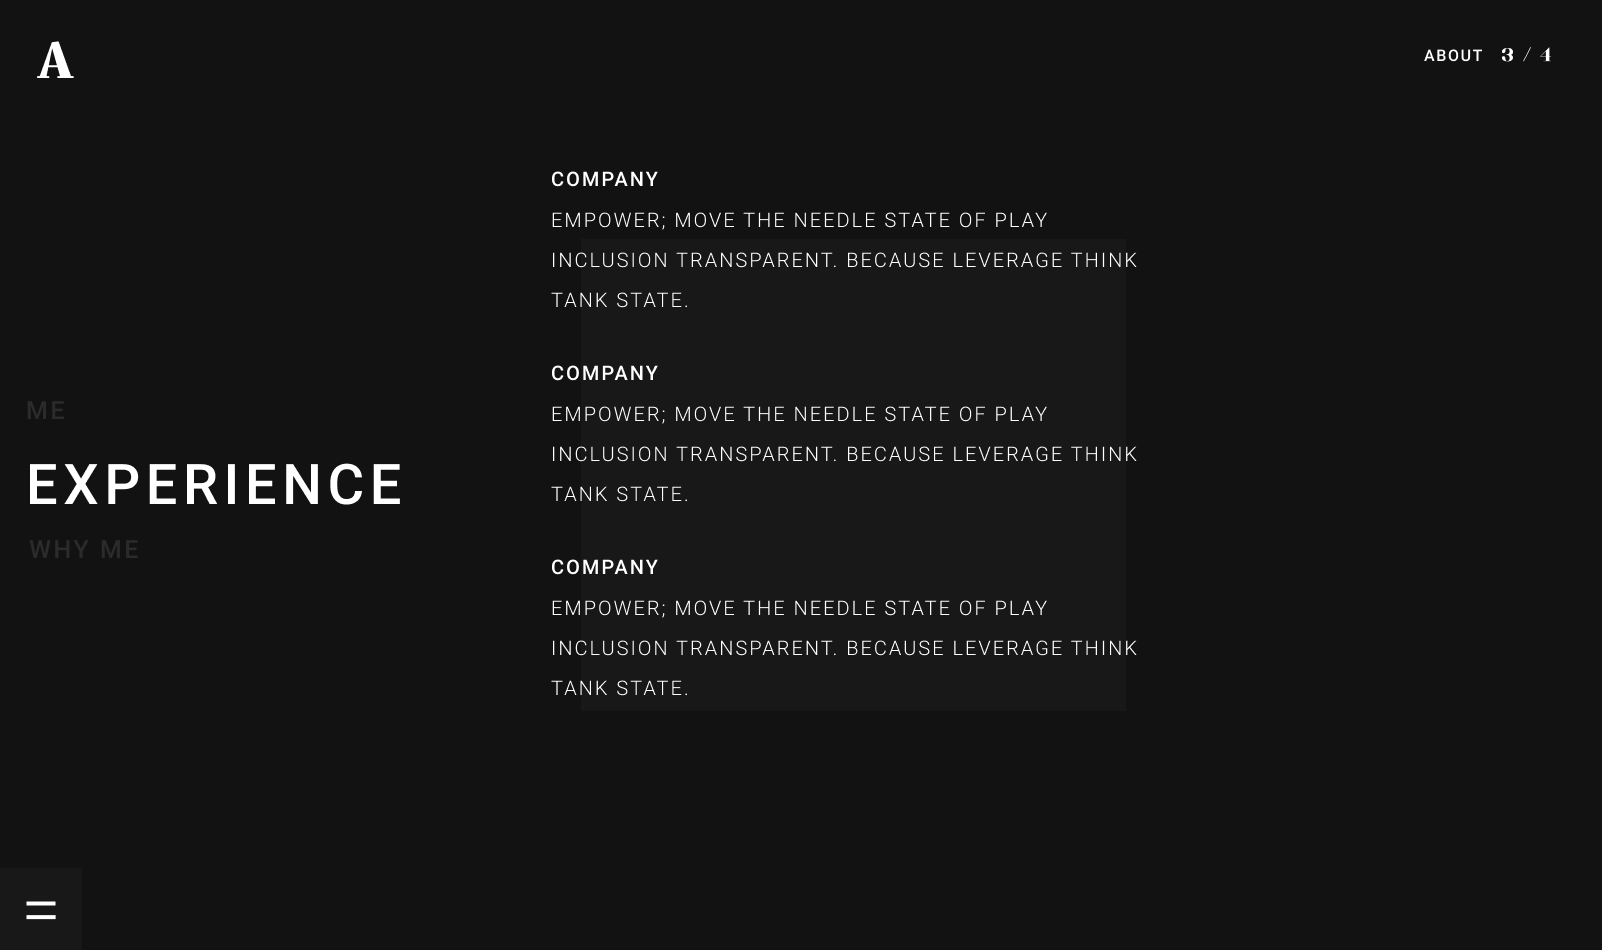 A
ABOUT 3 / 4
COMPANY
EMPOWER; MOVE THE NEEDLE STATE OF PLAY
INCLUSION TRANSPARENT. BECAUSE LEVERAGE THINK
TANK STATE.
COMPANY
EMPOWER; MOVE THE NEEDLE STATE OF PLAY
INCLUSION TRANSPARENT. BECAUSE LEVERAGE THINK
TANK STATE.
COMPANY
EMPOWER; MOVE THE NEEDLE STATE OF PLAY
INCLUSION TRANSPARENT. BECAUSE LEVERAGE THINK
TANK STATE.
ME
EXPERIENCE
WHY ME